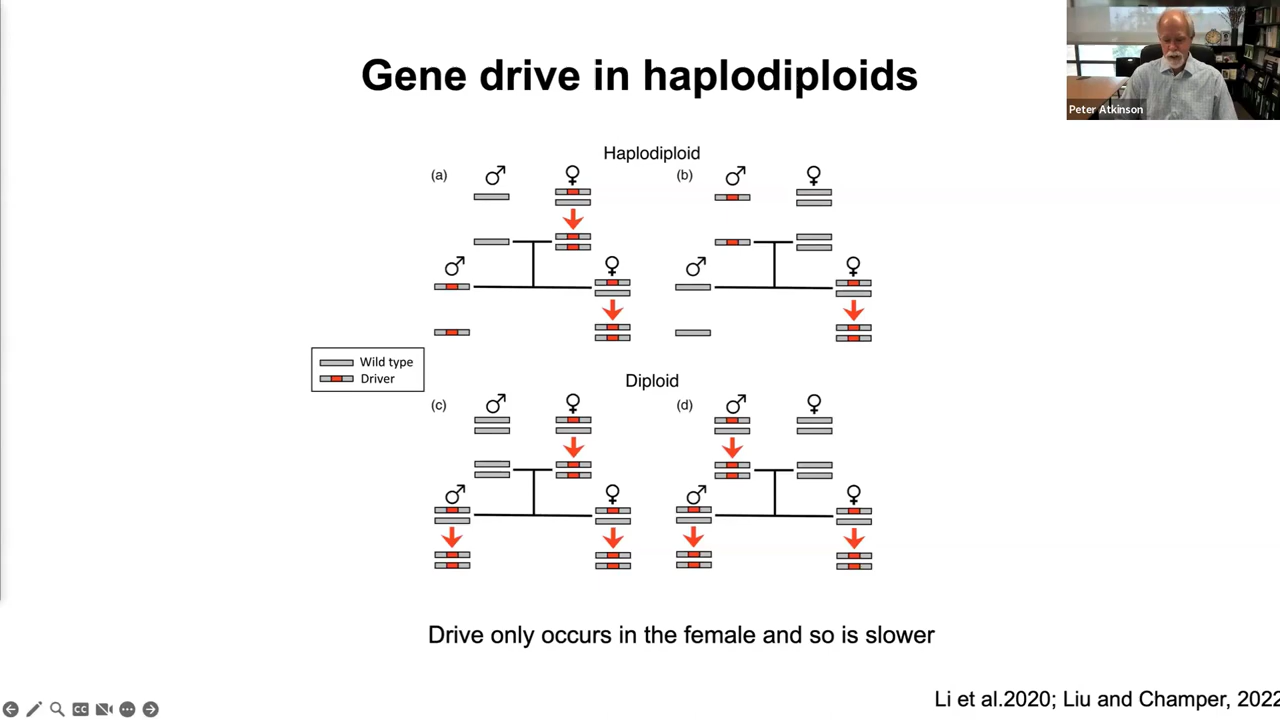 Gene drive in haplodiploids
Peter Atkinson
Haplodiploid
(a)
(b)
Wild type
Driver
Diploid
(c)
(d)
Drive only occurs in the female and so is slower
Li et al.2020; Liu and Champer, 2022
CC